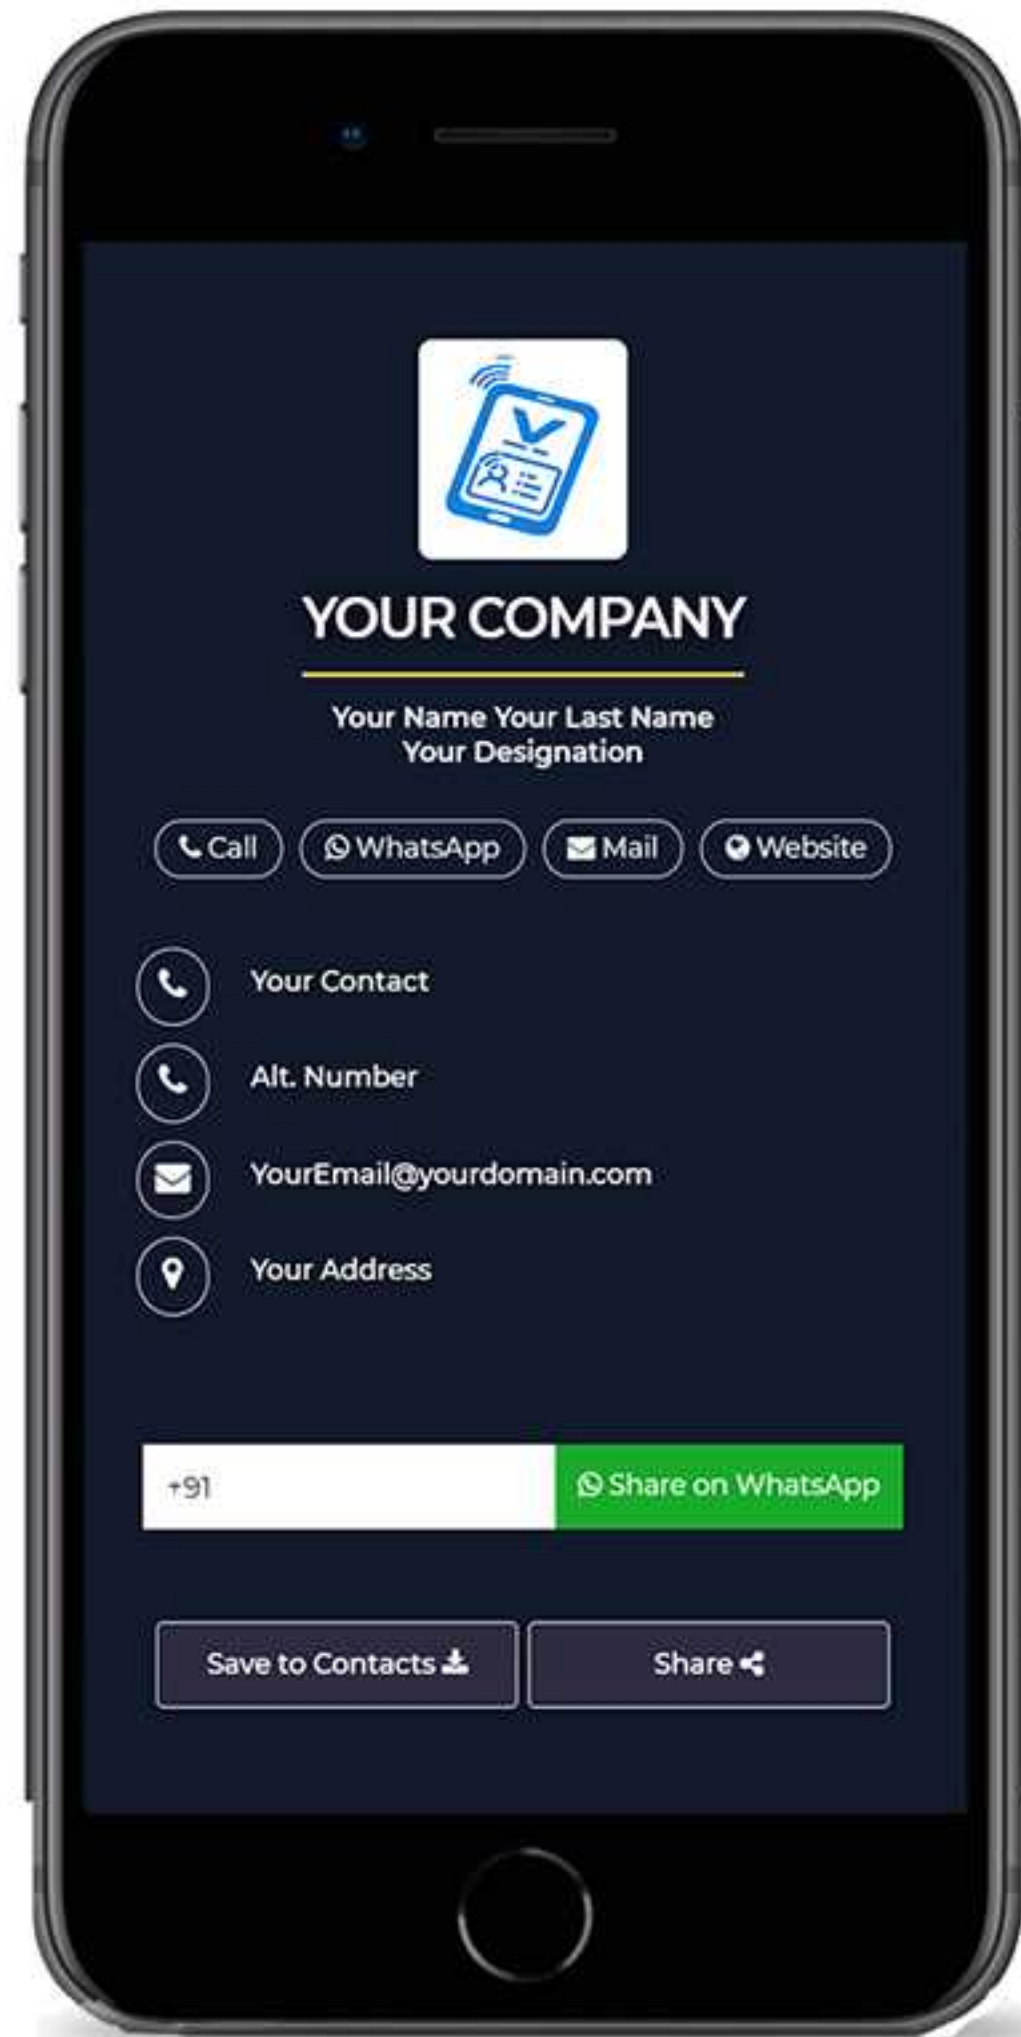 YOUR COMPANY
Your Name Your Last Name
Your Designation
Call WhatsApp Mail Website
Your Contact
Alt. Number
YourEmail@yourdomain.com
Your Address
+91 Share on WhatsApp
Save to Contacts Share